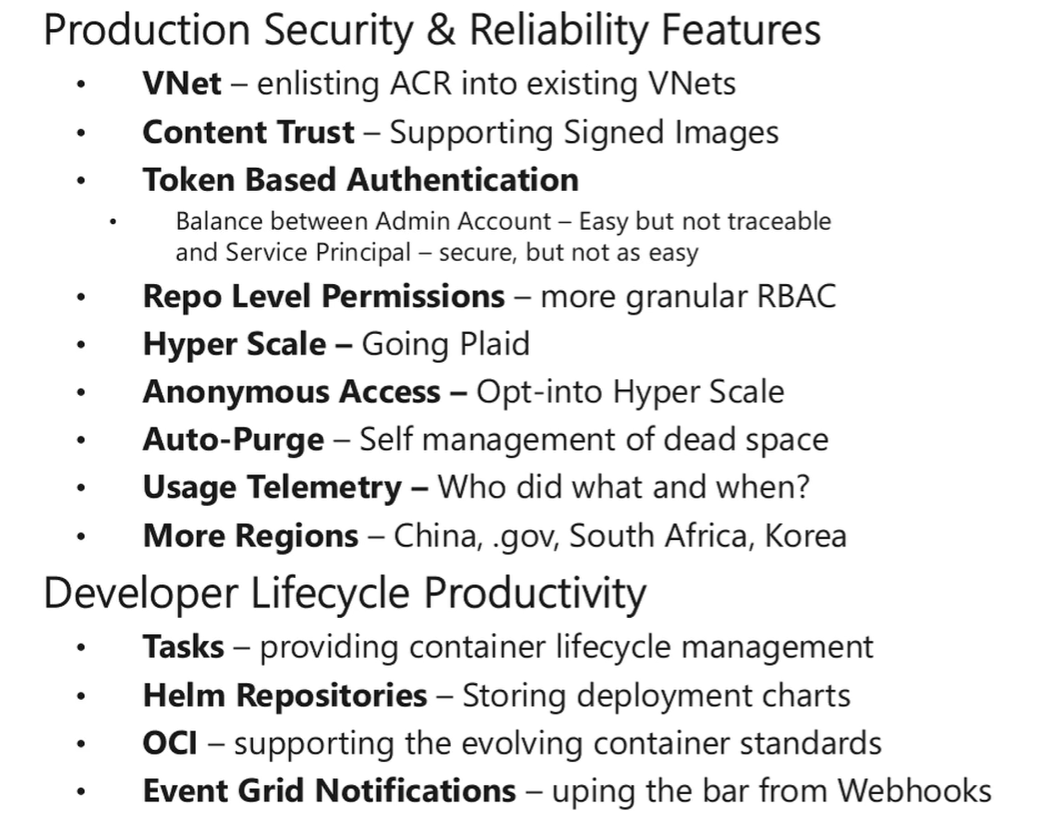 Production Security & Reliability Features
• VNet – enlisting ACR into existing VNets
• Content Trust – Supporting Signed Images
• Token Based Authentication
• Balance between Admin Account – Easy but not traceable
and Service Principal – secure, but not as easy
• Repo Level Permissions – more granular RBAC
• Hyper Scale – Going Plaid
• Anonymous Access – Opt-into Hyper Scale
• Auto-Purge – Self management of dead space
• Usage Telemetry – Who did what and when?
• More Regions – China, .gov, South Africa, Korea
Developer Lifecycle Productivity
• Tasks – providing container lifecycle management
• Helm Repositories – Storing deployment charts
• OCI – supporting the evolving container standards
• Event Grid Notifications – uping the bar from Webhooks